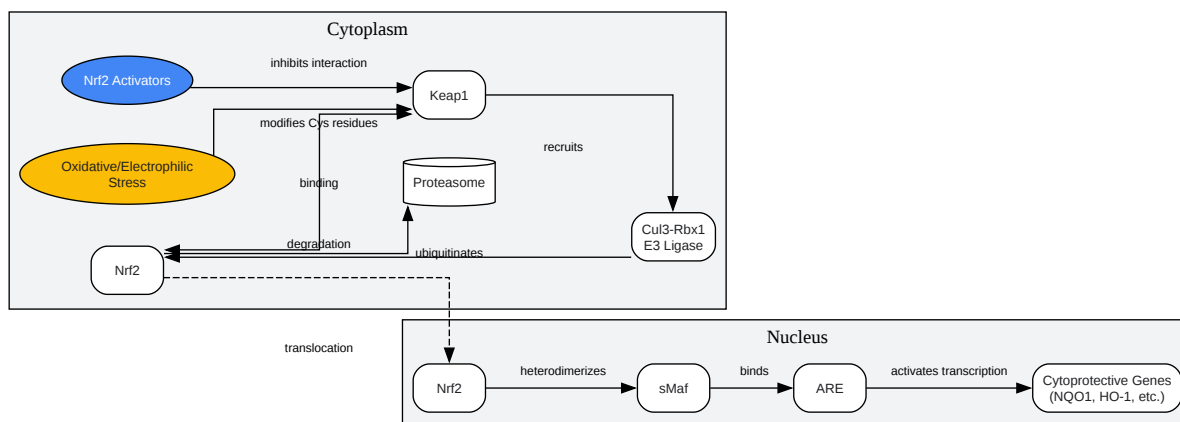 Cytoplasm
inhibits interaction
Nrf2 Activators
Keap1
modifies Cys residues
Oxidative/Electrophilic
Stress
recruits
binding
Proteasome
Cul3-Rbx1
E3 Ligase
degradation
ubiquitinates
Nrf2
Nucleus
translocation
Nrf2
heterodimerizes
sMaf
binds
ARE
activates transcription
Cytoprotective Genes
(NQO1, HO-1, etc.)